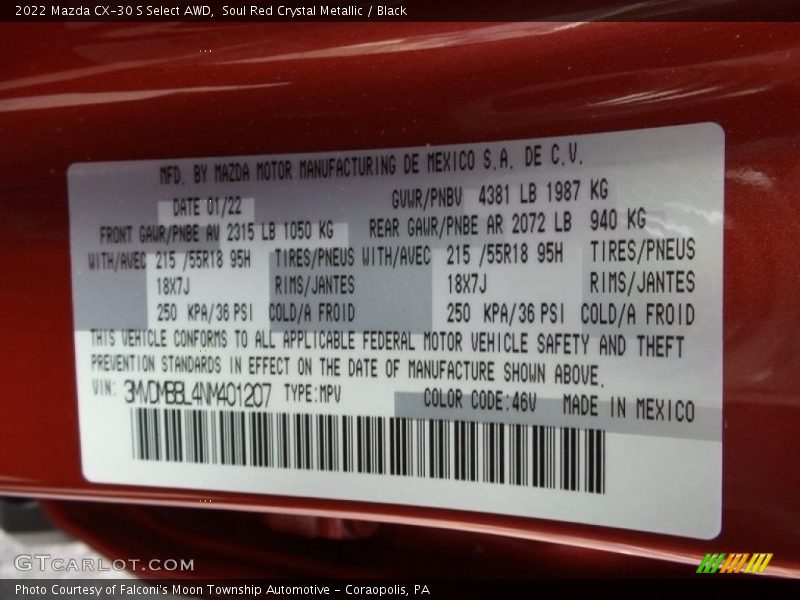 2022 Mazda CX-30 S Select AWD,  Soul Red Crystal Metallic / Black
MFD. BY MAZDA MOTOR MANUFACTURING DE MEXICO S.A. DE C.V.
DATE 01/22 GVWR/PNBV 4381 LB 1987 KG
FRONT GAWR/PNBE AV 2315 LB 1050 KG REAR GAWR/PNBE AR 2072 LB 940 KG
WITH/AVEC 215 /55R18 95H TIRES/PNEUS WITH/AVEC 215 /55R18 95H TIRES/PNEUS
18X7J RIMS/JANTES 18X7J RIMS/JANTES
250 KPA/36 PSI COLD/A FROID 250 KPA/36 PSI COLD/A FROID
THIS VEHICLE CONFORMS TO ALL APPLICABLE FEDERAL MOTOR VEHICLE SAFETY AND THEFT
PREVENTION STANDARDS IN EFFECT ON THE DATE OF MANUFACTURE SHOWN ABOVE.
VIN: 3MVDMBBL4NM401207 TYPE:MPV COLOR CODE:46V MADE IN MEXICO
GTCARLOT.COM
Photo Courtesy of Falconi's Moon Township Automotive - Coraopolis, PA